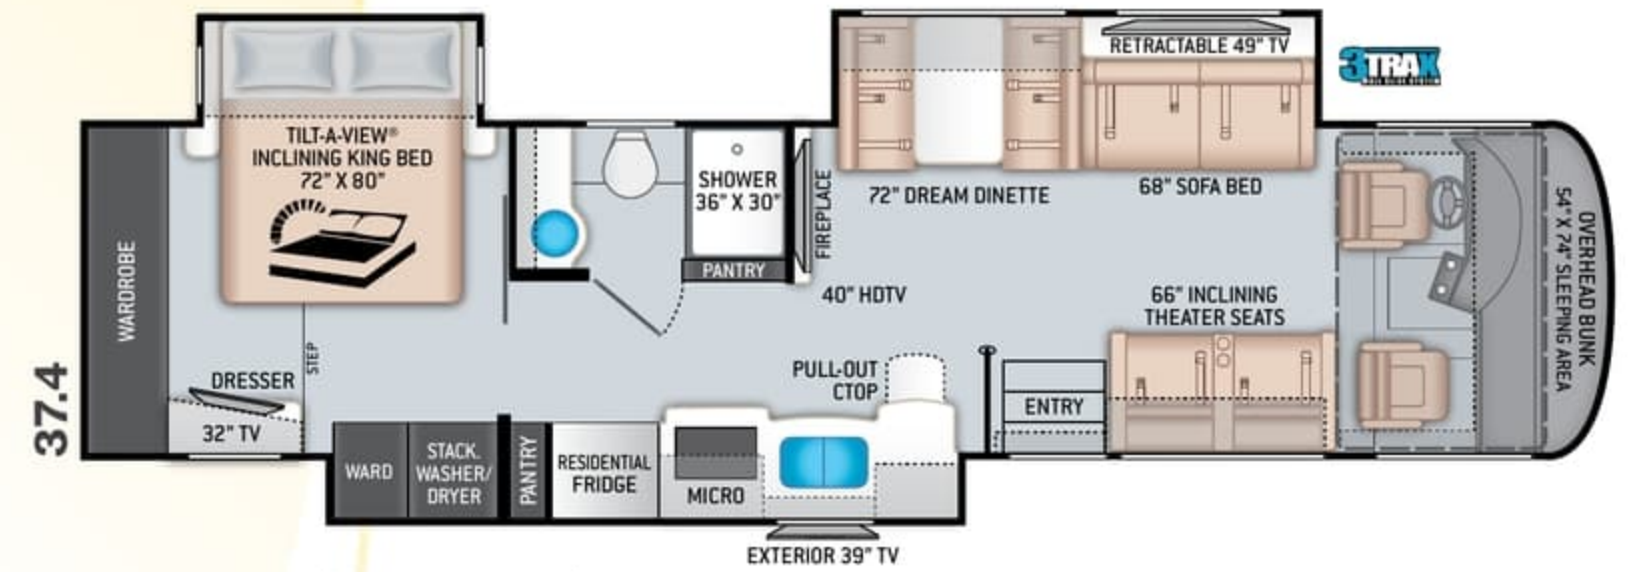 37.4
WARDROBE
TILT-A-VIEW®
INCLINING KING BED
72" X 80"
DRESSER
32" TV
STEP
WARD
STACK.
WASHER/
DRYER
PANTRY
RESIDENTIAL
FRIDGE
MICRO
EXTERIOR 39" TV
SHOWER
36" X 30"
PANTRY
FIREPLACE
40" HDTV
PULL-OUT
CTOP
72" DREAM DINETTE
RETRACTABLE 49" TV
68" SOFA BED
66" INCLINING
THEATER SEATS
ENTRY
3TRAX
OVERHEAD BUNK
54" X 74" SLEEPING AREA